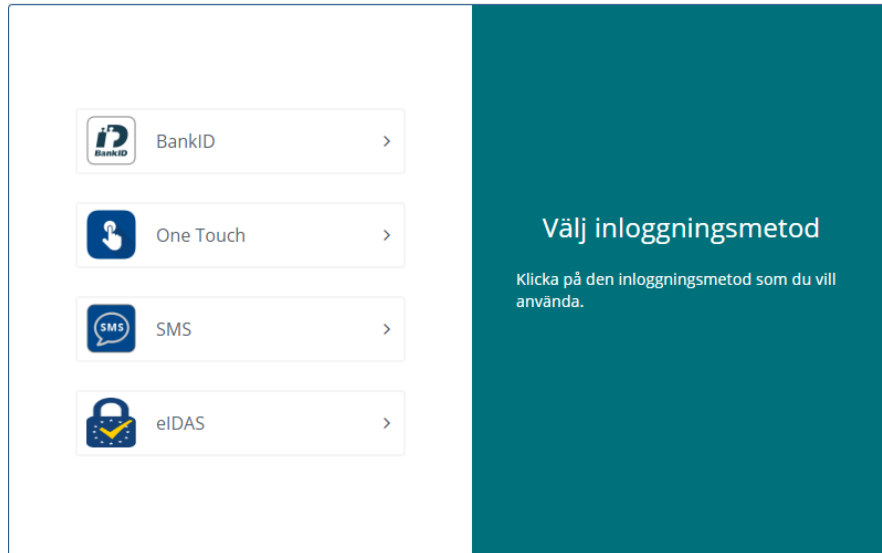 BankID
BankID
One Touch
SMS
SMS
eIDAS
Välj inloggningsmetod
Klicka på den inloggningsmetod som du vill
använda.